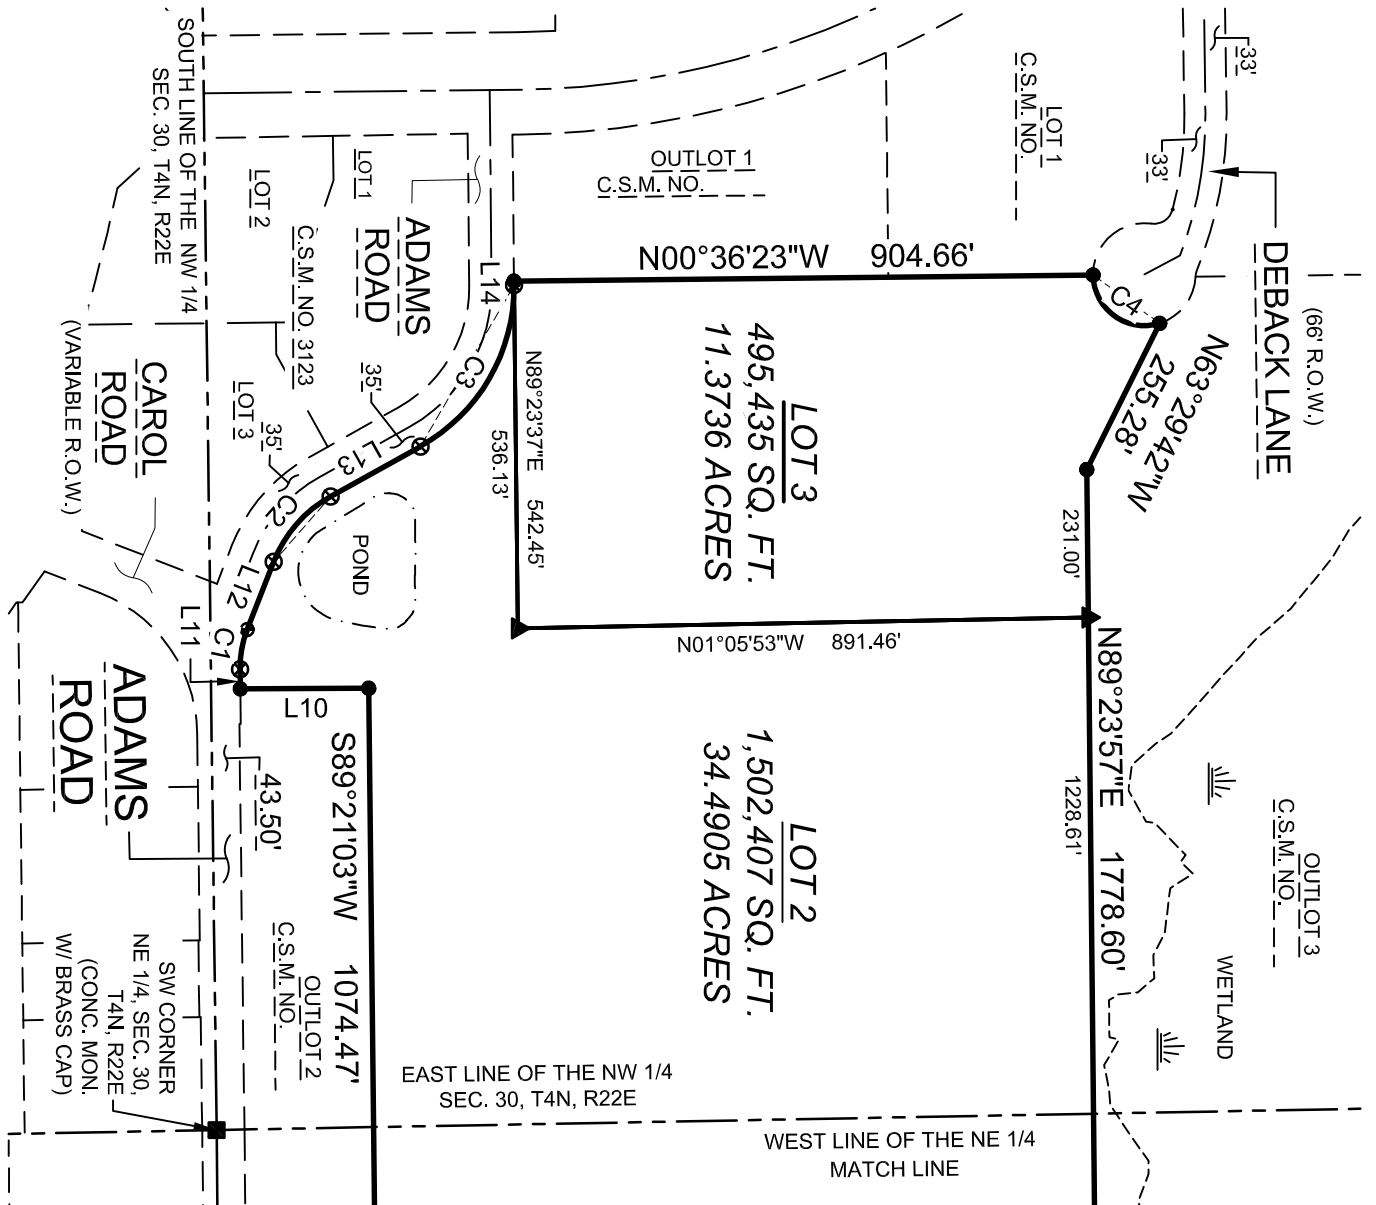 SOUTH LINE OF THE NW 1/4
SEC. 30, T4N, R22E
LOT 2
LOT 1
C.S.M. NO. 3123
LOT 3
ADAMS
ROAD
OUTLOT 1
C.S.M. NO.
LOT 1
C.S.M. NO.
33'
33'
DEBACK LANE
(66' R.O.W.)
N00°36'23"W 904.66'
C4
N63°29'42"W
255.28'
L14
C3
35'
L13
35'
C2
L12
C1
L11
L10
CAROL
ROAD
(VARIABLE R.O.W.)
POND
N89°23'37"E 542.45'
536.13'
LOT 3
495,435 SQ. FT.
11.3736 ACRES
231.00'
N01°05'53"W 891.46'
N89°23'57"E 1778.60'
1228.61'
ADAMS
ROAD
43.50'
S89°21'03"W 1074.47'
LOT 2
1,502,407 SQ. FT.
34.4905 ACRES
OUTLOT 3
C.S.M. NO.
WETLAND
OUTLOT 2
C.S.M. NO.
SW CORNER
NE 1/4, SEC. 30,
T4N, R22E
(CONC. MON.
W/ BRASS CAP)
EAST LINE OF THE NW 1/4
SEC. 30, T4N, R22E
WEST LINE OF THE NE 1/4
MATCH LINE